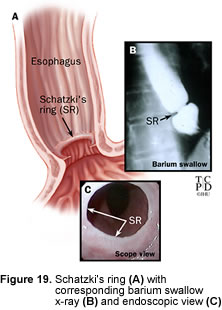 A
Esophagus
Schatzki's
ring (SR)
B
SR
Barium swallow
T C
P D
©JHU
C
SR
Scope view
Figure 19. Schatzki's ring (A) with
corresponding barium swallow
x-ray (B) and endoscopic view (C)